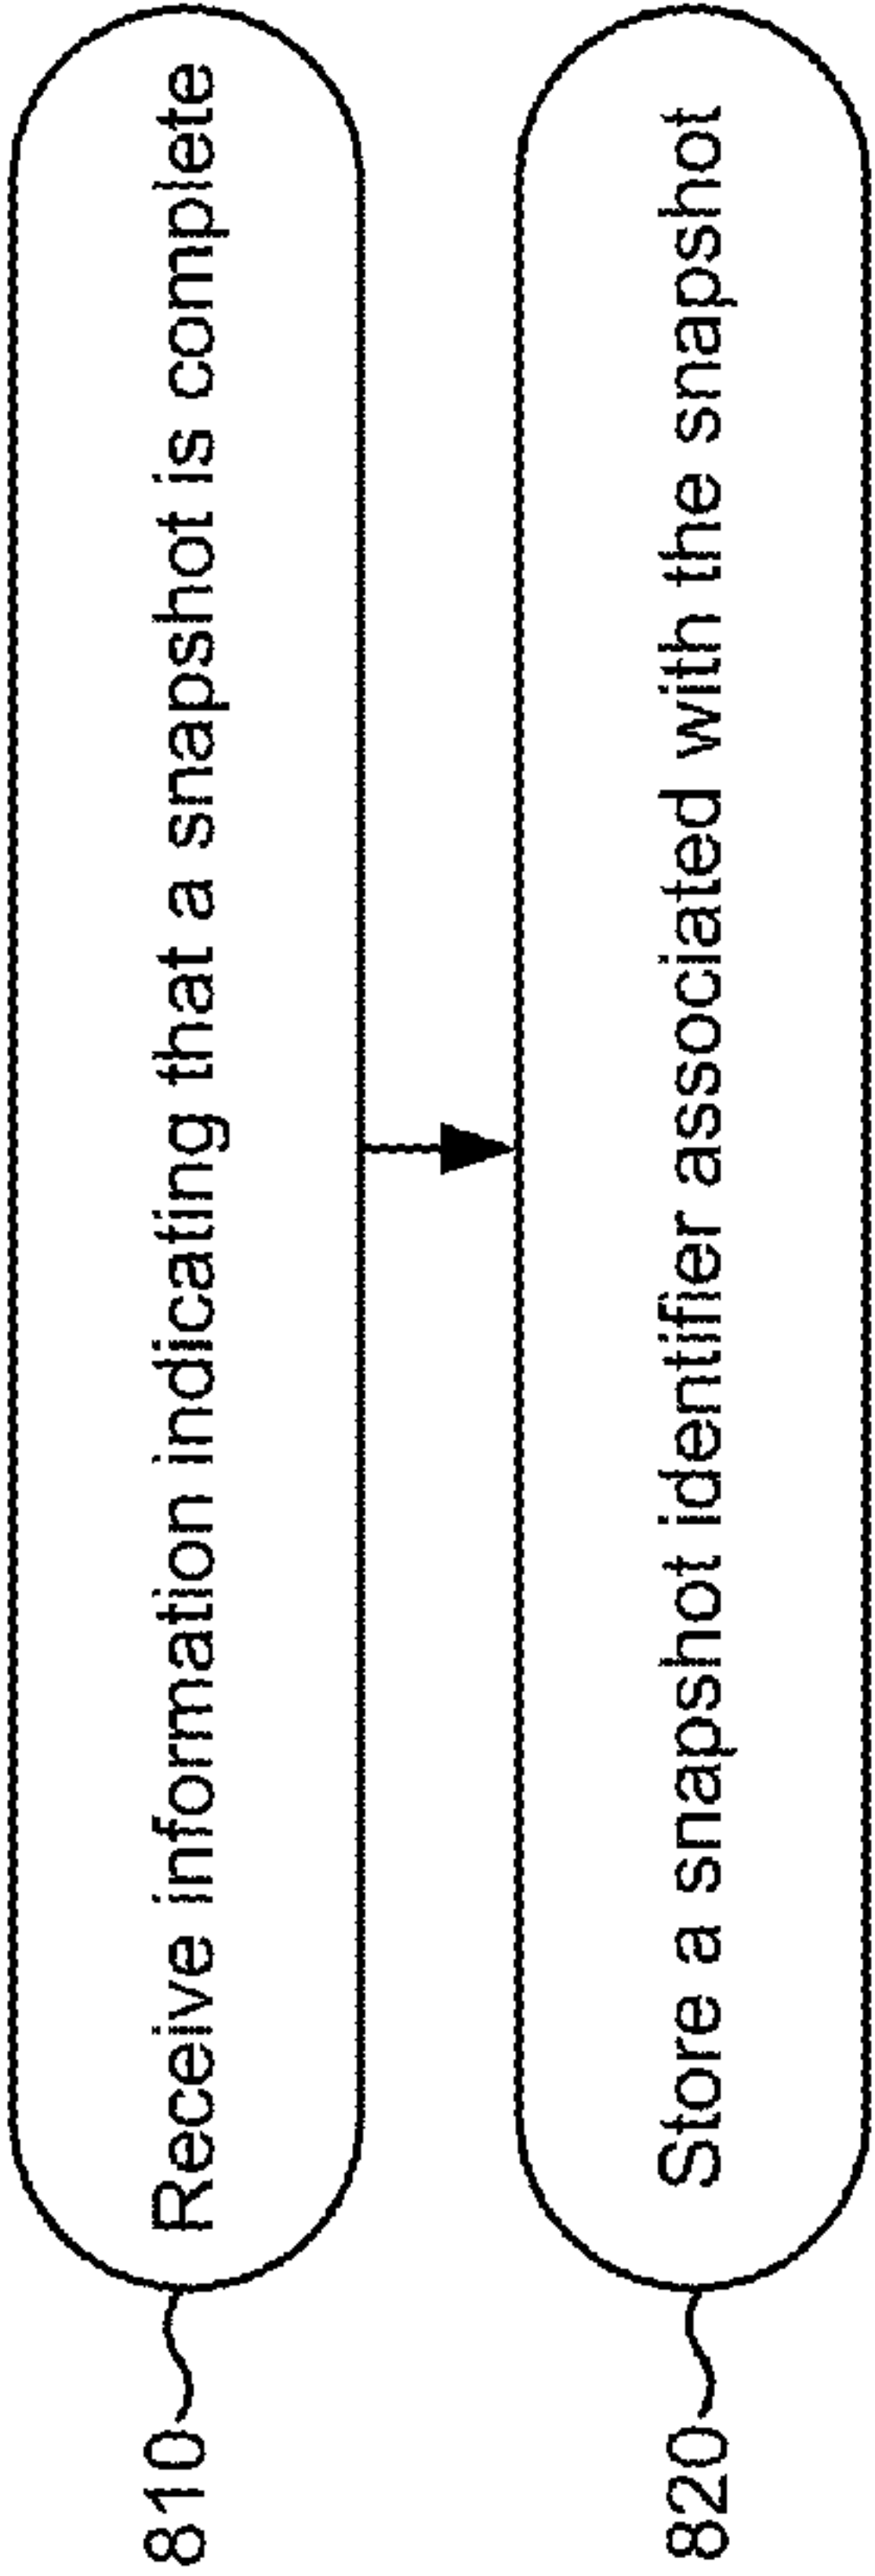 810
Receive information indicating that a snapshot is complete
820
Store a snapshot identifier associated with the snapshot